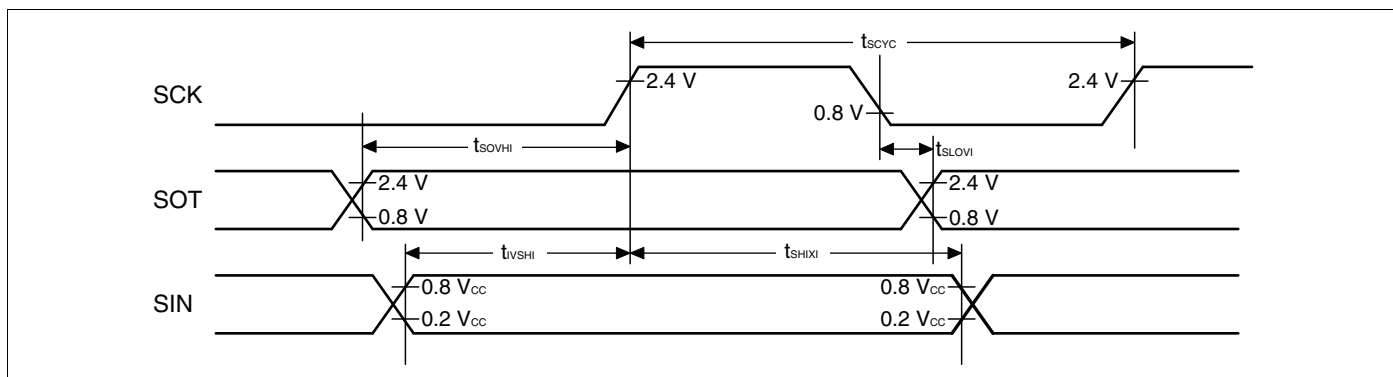 tSCYC
SCK
2.4 V
0.8 V
2.4 V
tSOVHI
tSLOVI
SOT
2.4 V
0.8 V
2.4 V
0.8 V
tIVSHI
tSHIXI
SIN
0.8 VCC
0.2 VCC
0.8 VCC
0.2 VCC